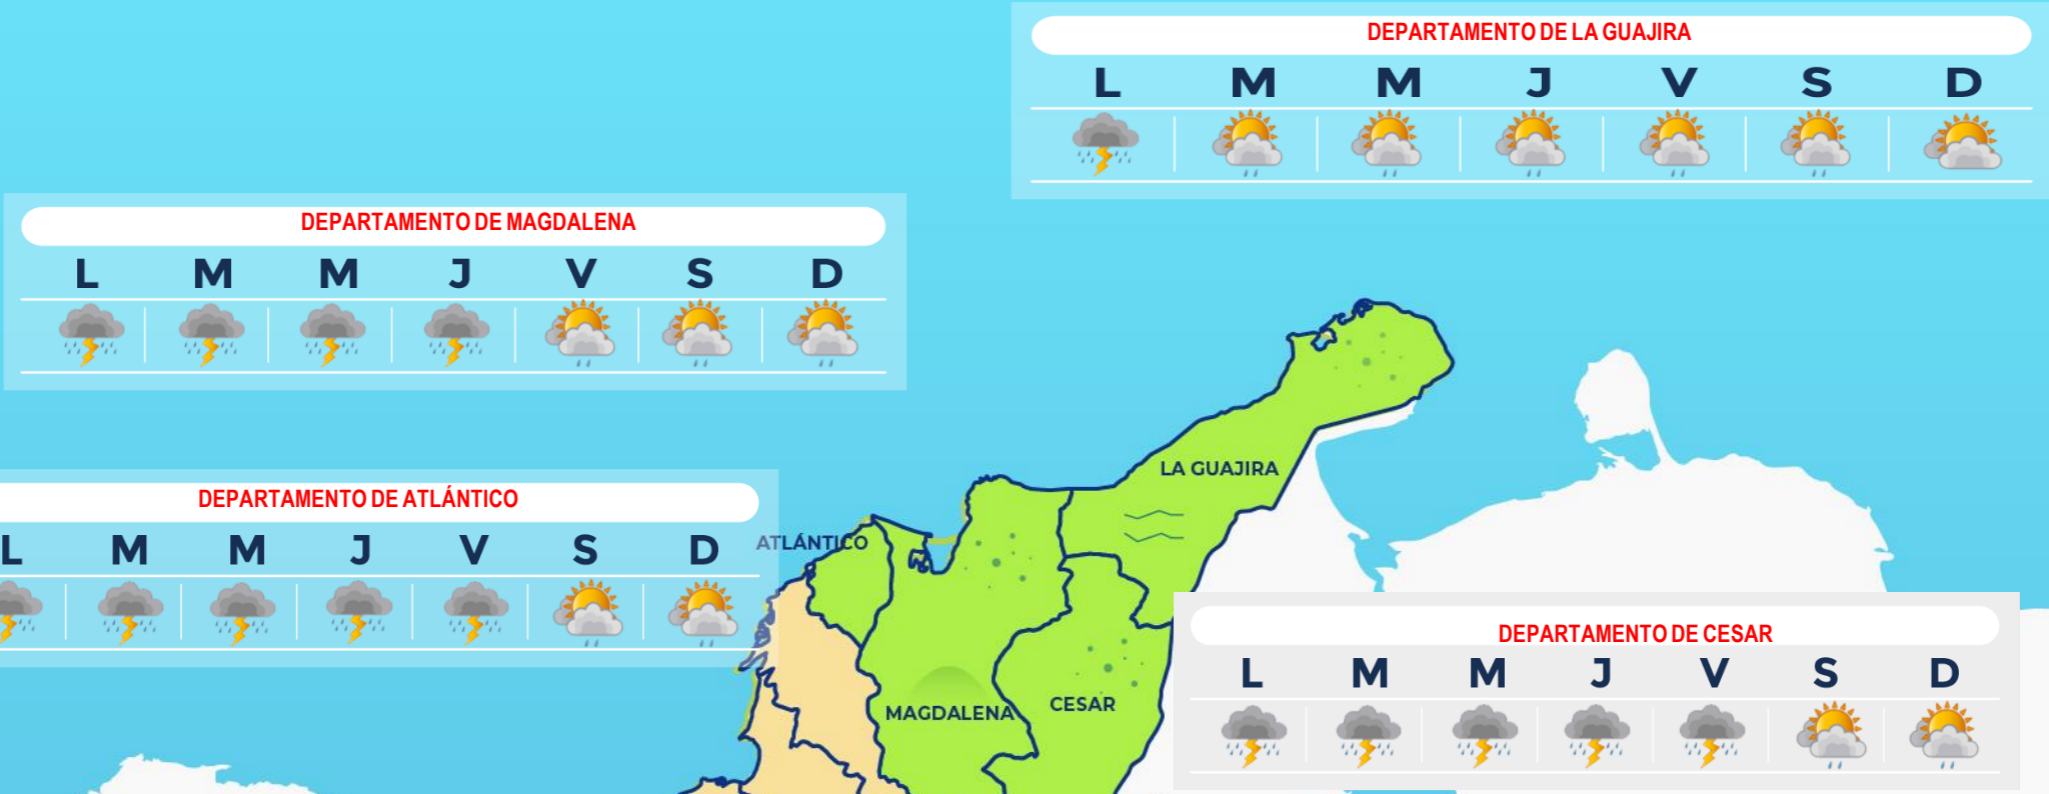 DEPARTAMENTO DE LA GUAJIRA
L M M J V S D
DEPARTAMENTO DE MAGDALENA
L M M J V S D
LA GUAJIRA
DEPARTAMENTO DE ATLÁNTICO
L M M J V S D
ATLÁNTICO
DEPARTAMENTO DE CESAR
L M M J V S D
MAGDALENA
CESAR